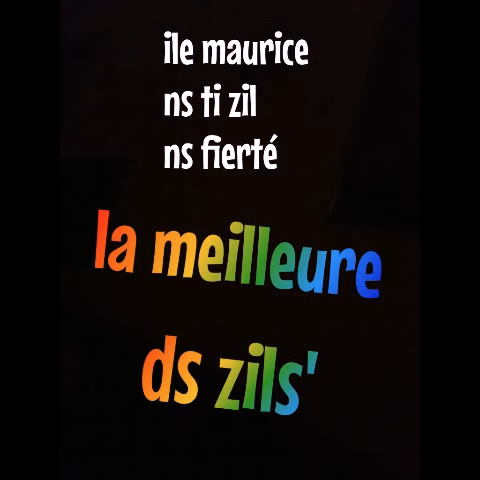 ile maurice
ns ti zil
ns fierté
la meilleure
ds zils'